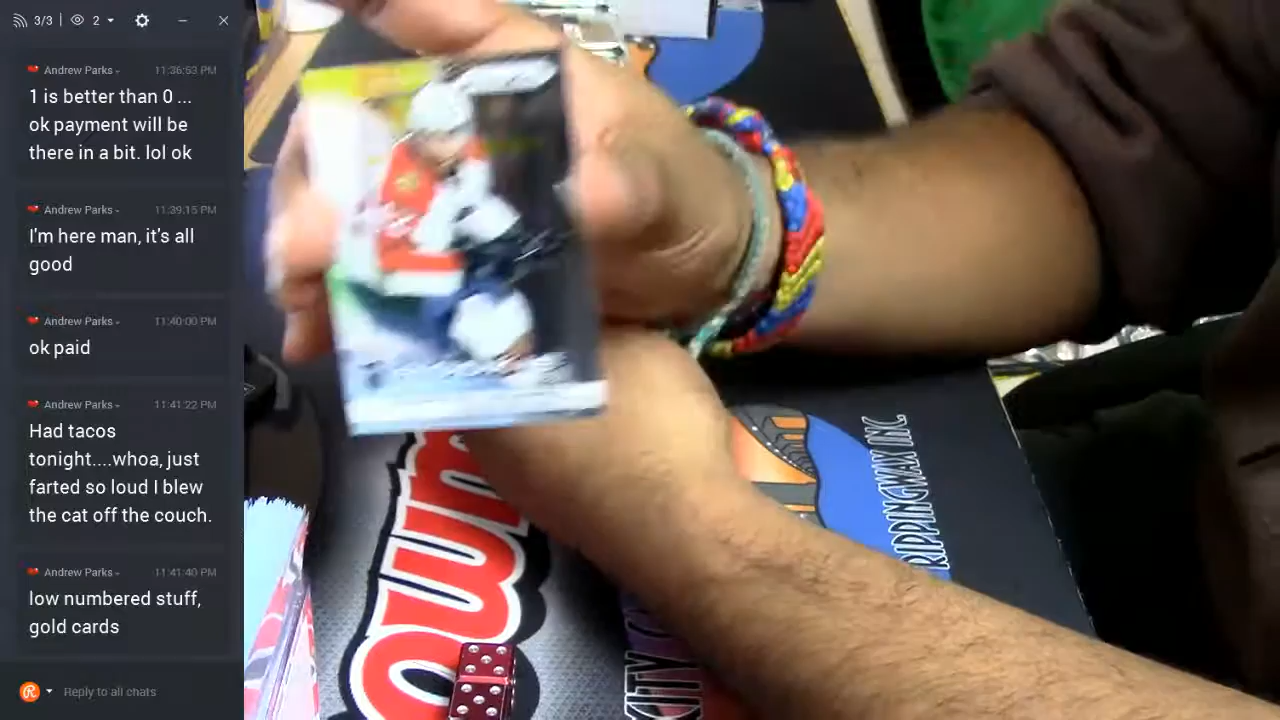 3/3
2
Andrew Parks
11:36:53 PM
1 is better than 0 ...
ok payment will be
there in a bit. lol ok
Andrew Parks
11:39:15 PM
I'm here man, it's all
good
Andrew Parks
11:40:00 PM
ok paid
Andrew Parks
11:41:22 PM
Had tacos
tonight....whoa, just
farted so loud I blew
the cat off the couch.
Andrew Parks
11:41:40 PM
low numbered stuff,
gold cards
Reply to all chats
RIPPINGWAX INC.
CITY